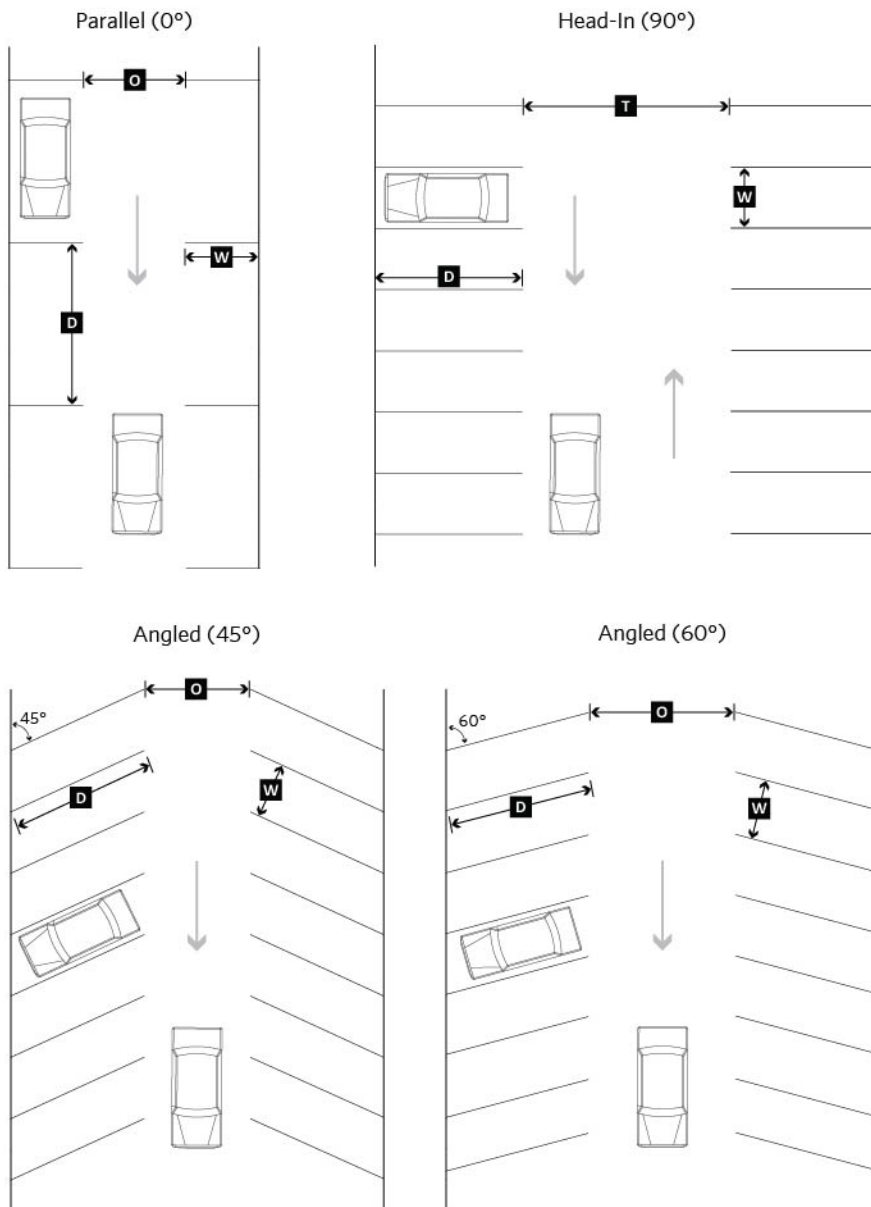 Parallel (0°)
Head-In (90°)
O
T
W
W
D
D
Angled (45°)
Angled (60°)
O
O
45°
60°
D
W
D
W